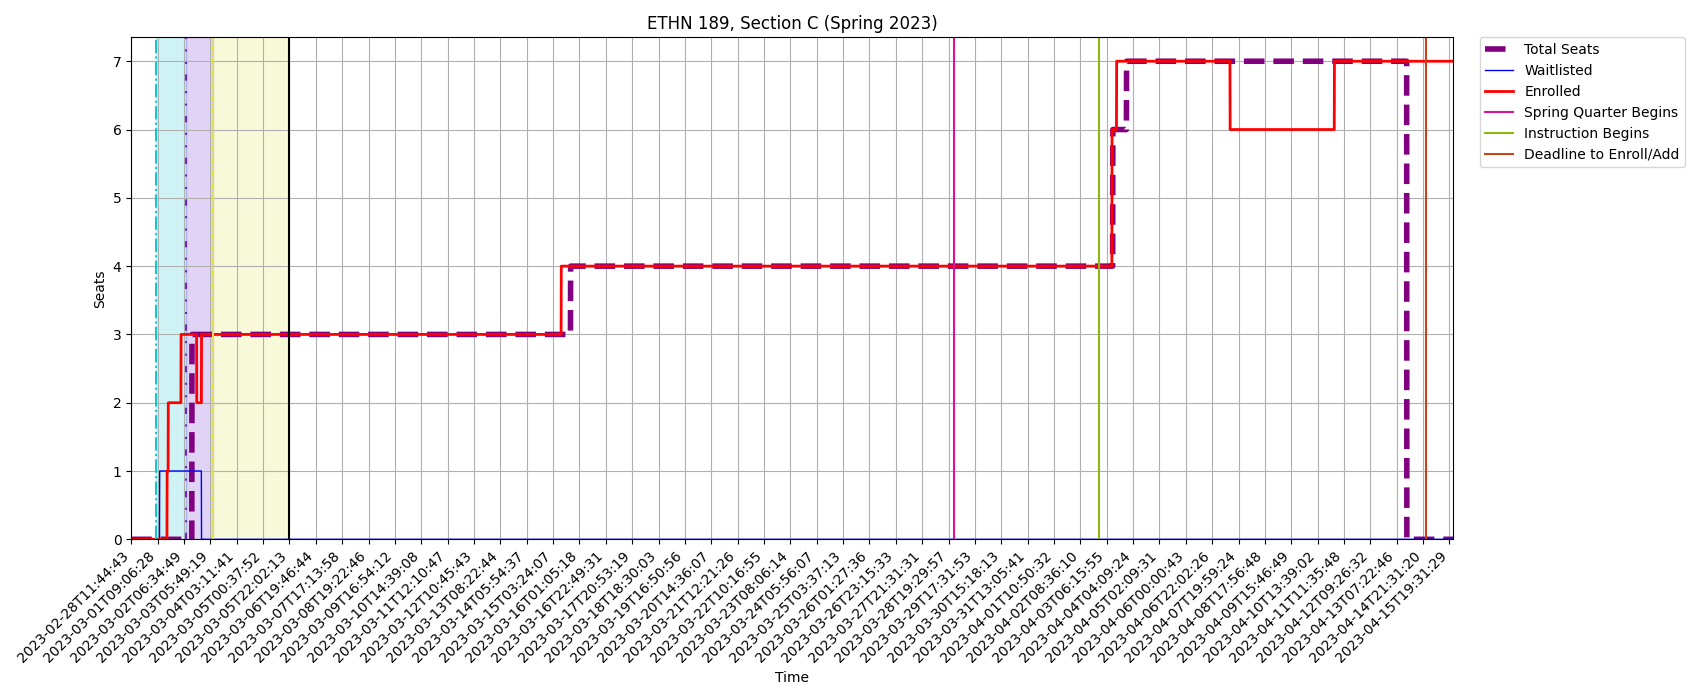 ETHN 189, Section C (Spring 2023)
Total Seats
Waitlisted
Enrolled
Spring Quarter Begins
Instruction Begins
Deadline to Enroll/Add
Seats
7
6
5
4
3
2
1
0
2023-02-28T11:44:43
2023-03-01T09:06:28
2023-03-02T06:34:49
2023-03-03T05:49:19
2023-03-04T03:11:41
2023-03-05T00:37:52
2023-03-05T22:02:13
2023-03-06T19:46:44
2023-03-07T17:13:58
2023-03-08T19:22:46
2023-03-09T16:54:12
2023-03-10T14:39:08
2023-03-11T12:10:47
2023-03-12T10:45:43
2023-03-13T08:22:44
2023-03-14T05:54:37
2023-03-15T03:24:07
2023-03-16T01:05:18
2023-03-16T22:49:31
2023-03-17T20:53:19
2023-03-18T18:30:03
2023-03-19T16:50:56
2023-03-20T14:36:07
2023-03-21T12:21:26
2023-03-22T10:16:55
2023-03-23T08:06:14
2023-03-24T05:56:07
2023-03-25T03:37:13
2023-03-26T01:27:36
2023-03-26T23:15:33
2023-03-27T21:31:31
2023-03-28T19:29:57
2023-03-29T17:31:53
2023-03-30T15:18:13
2023-03-31T13:05:41
2023-04-01T10:50:32
2023-04-02T08:36:10
2023-04-03T06:15:55
2023-04-04T04:09:24
2023-04-05T02:09:31
2023-04-06T00:00:43
2023-04-06T22:02:26
2023-04-07T19:59:24
2023-04-08T17:56:48
2023-04-09T15:46:49
2023-04-10T13:39:02
2023-04-11T11:35:48
2023-04-12T09:26:32
2023-04-13T07:22:46
2023-04-14T21:31:20
2023-04-15T19:31:29
Time